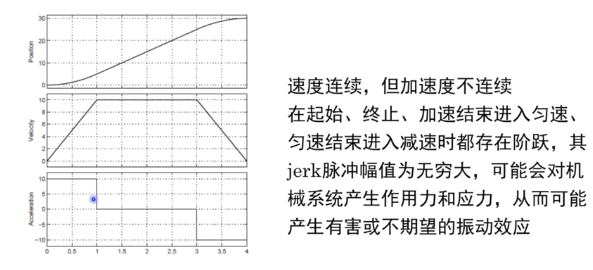 Position
30
20
10
0
Velocity
10
8
6
4
2
0
Acceleration
10
5
0
-5
-10
0 0.5 1 1.5 2 2.5 3 3.5 4
速度连续，但加速度不连续
在起始、终止、加速结束进入匀速、
匀速结束进入减速时都存在阶跃，其
jerk脉冲幅值为无穷大，可能会对机
械系统产生作用力和应力，从而可能
产生有害或不期望的振动效应